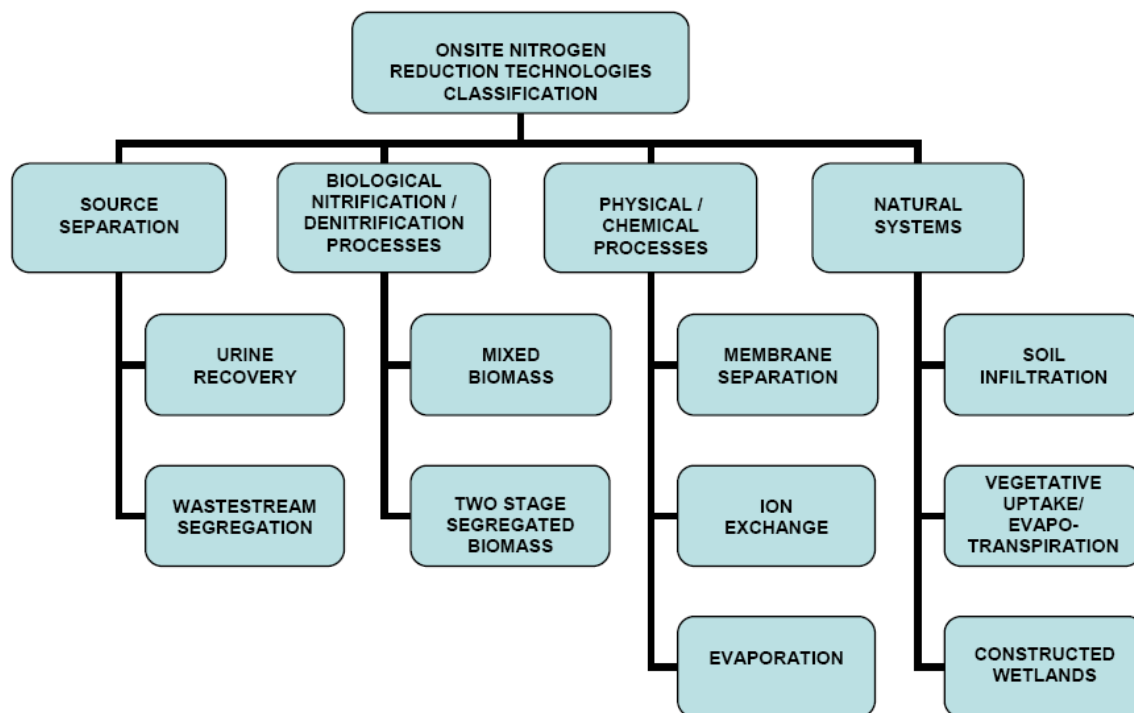 ONSITE NITROGEN
REDUCTION TECHNOLOGIES
CLASSIFICATION
SOURCE
SEPARATION
BIOLOGICAL
NITRIFICATION /
DENITRIFICATION
PROCESSES
PHYSICAL /
CHEMICAL
PROCESSES
NATURAL
SYSTEMS
URINE
RECOVERY
MIXED
BIOMASS
MEMBRANE
SEPARATION
SOIL
INFILTRATION
WASTESTREAM
SEGREGATION
TWO STAGE
SEGREGATED
BIOMASS
ION
EXCHANGE
VEGETATIVE
UPTAKE/
EVAPO-
TRANSPIRATION
EVAPORATION
CONSTRUCTED
WETLANDS